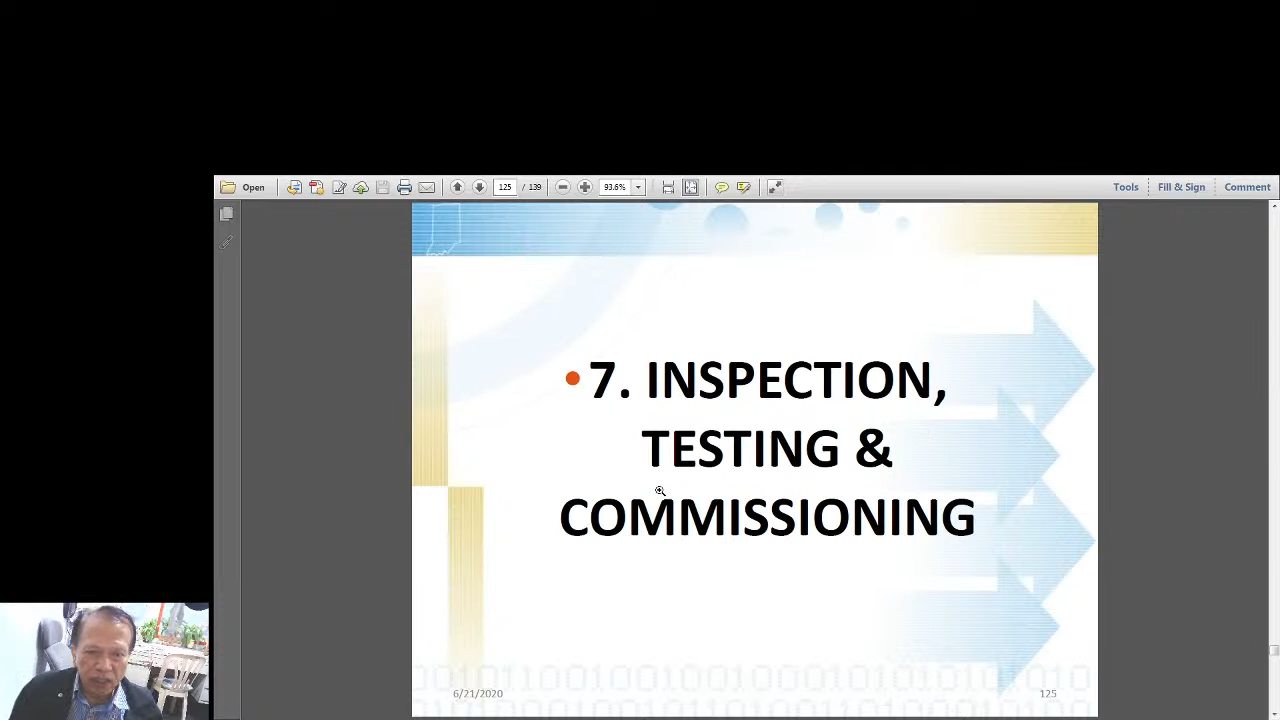 Open
125
/ 139
93.6%
Tools
Fill & Sign
Comment
• 7. INSPECTION,
TESTING &
COMMISSIONING
6/21/2020
125